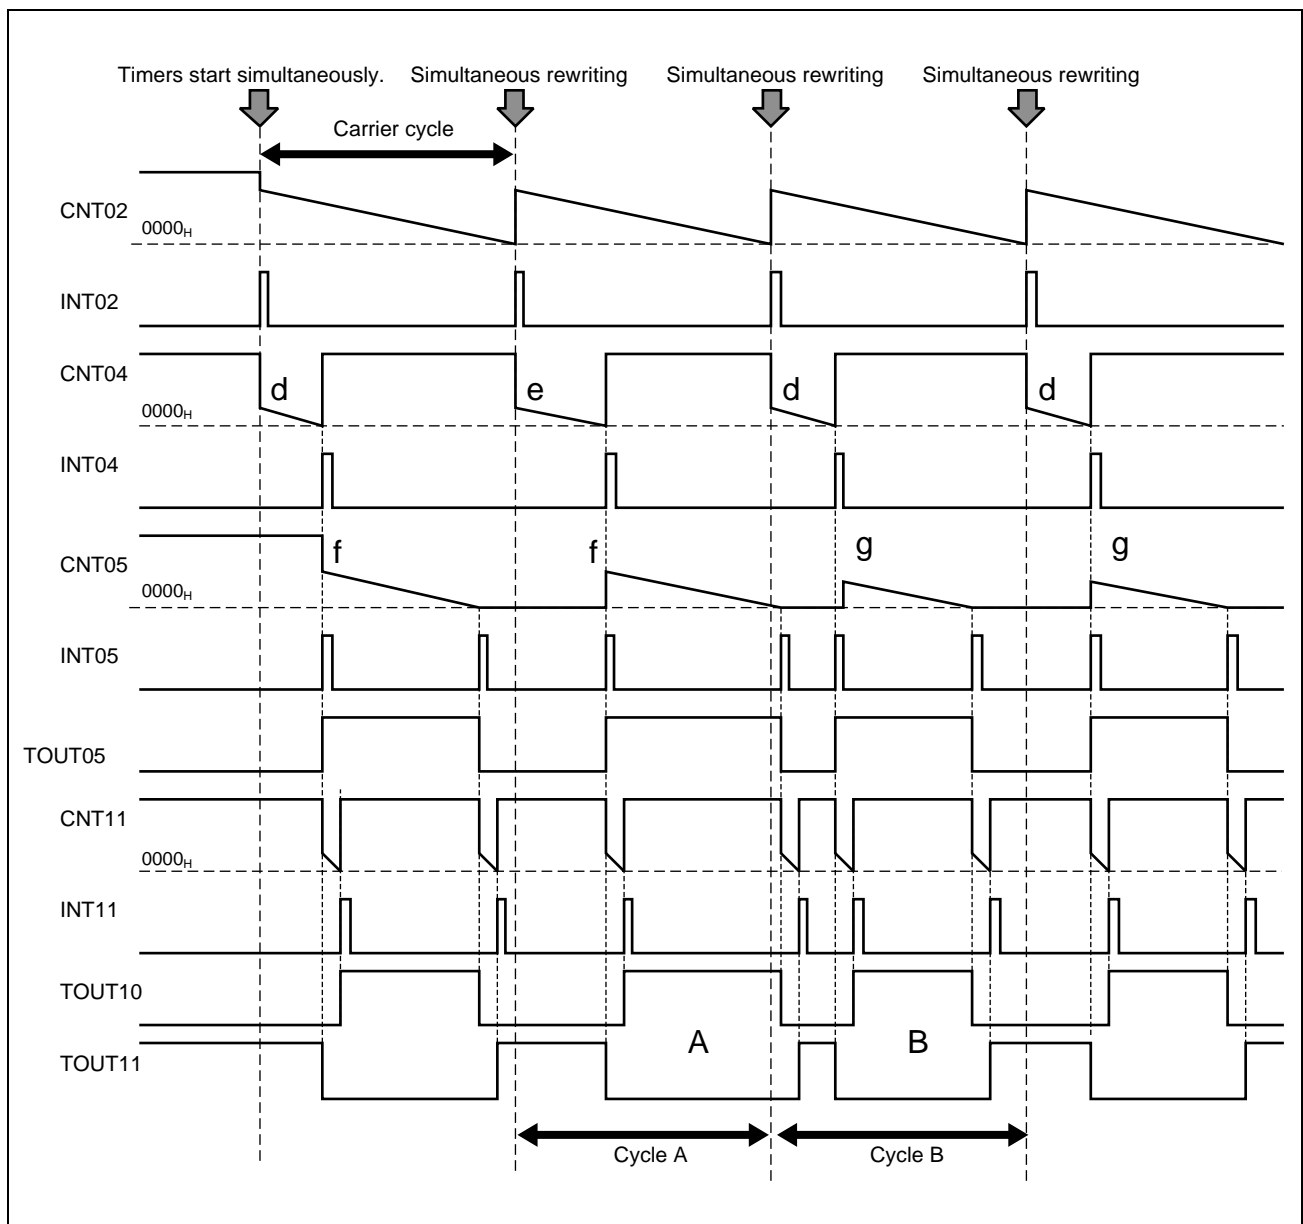 Timers start simultaneously. Simultaneous rewriting Simultaneous rewriting Simultaneous rewriting
Carrier cycle
CNT02
0000H
INT02
CNT04 d e d d
0000H
INT04
CNT05 f f g g
0000H
INT05
TOUT05
CNT11
0000H
INT11
TOUT10
A B
TOUT11
Cycle A Cycle B